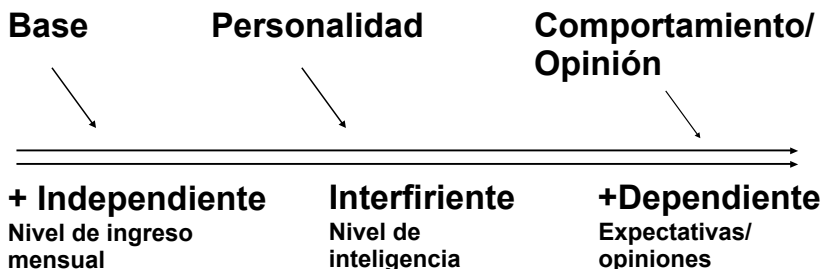 Base
Personalidad
Comportamiento/
Opinión
+ Independiente
Nivel de ingreso
mensual
Interfiriente
Nivel de
inteligencia
+Dependiente
Expectativas/
opiniones